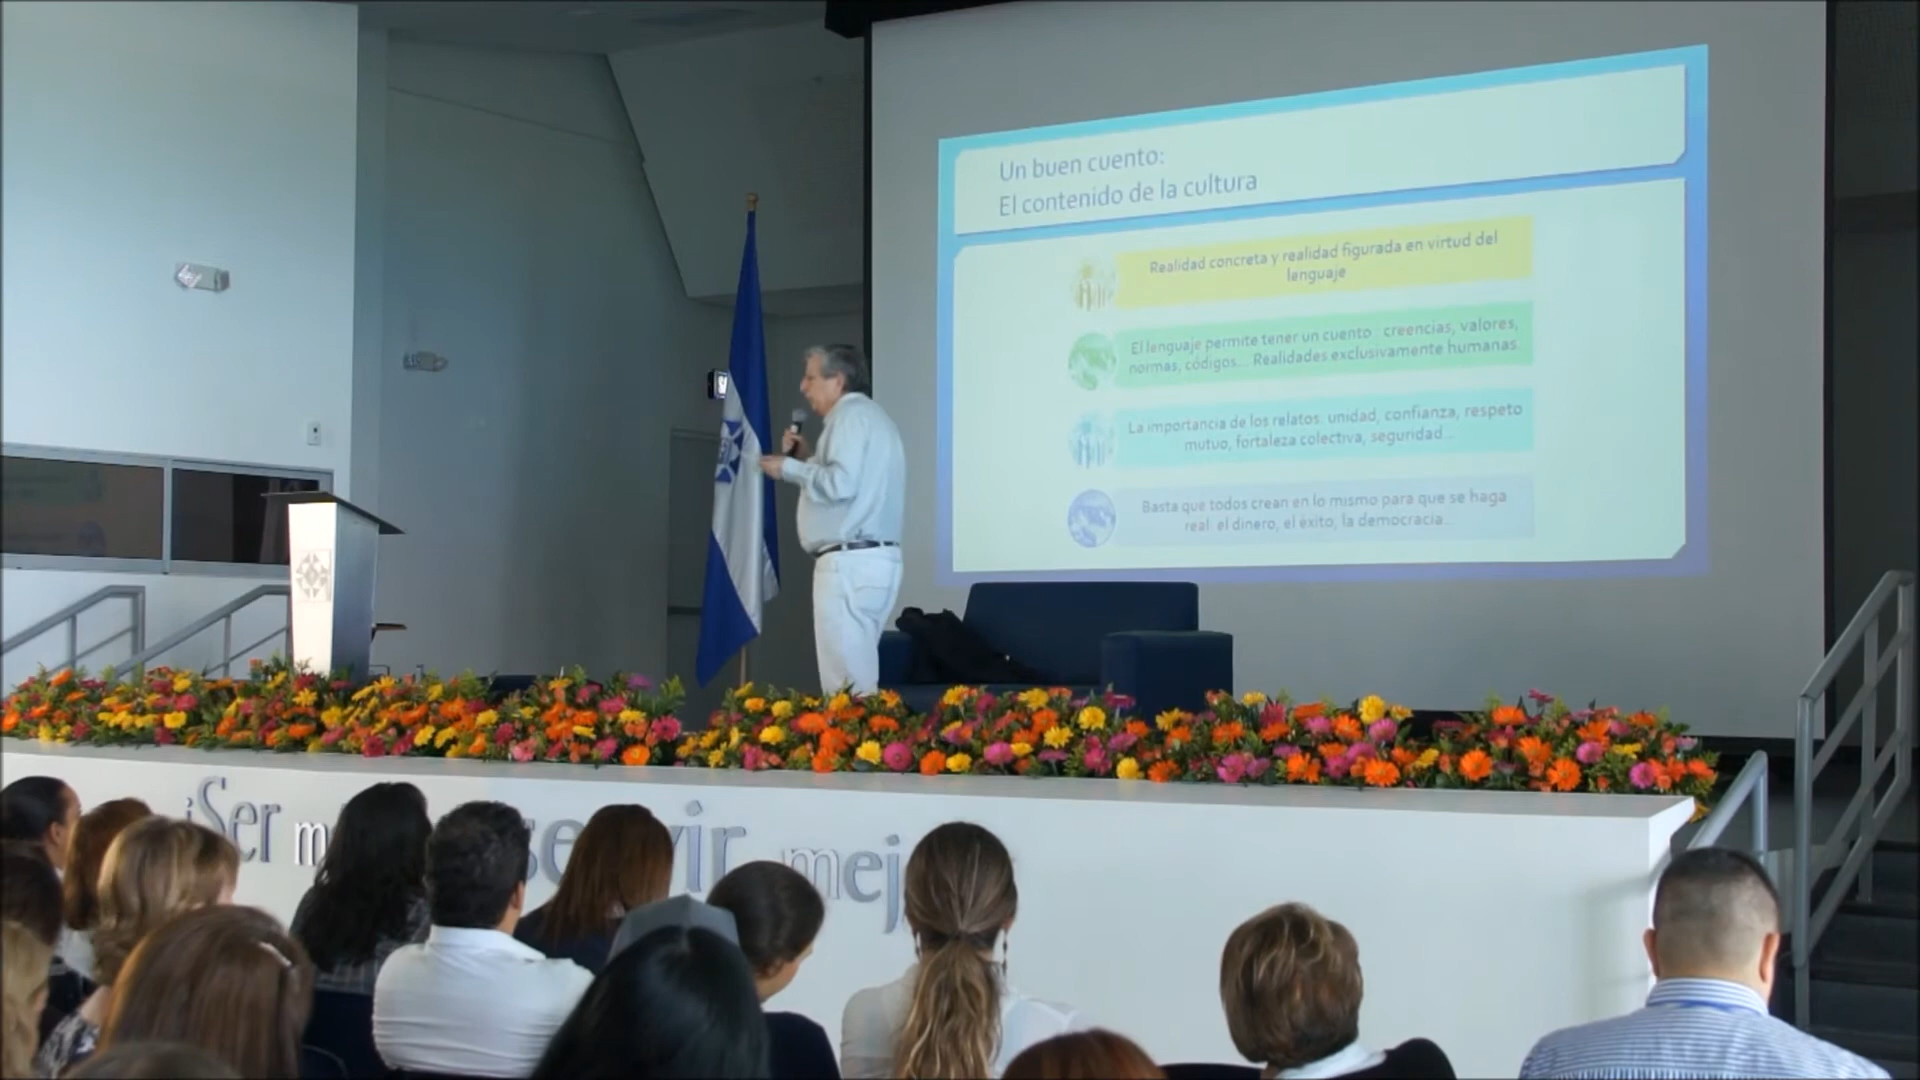 Un buen cuento:
El contenido de la cultura
Realidad concreta y realidad figurada en virtud del
lenguaje
El lenguaje permite tener un cuento : creencias, valores,
normas, códigos... Realidades exclusivamente humanas.
La importancia de los relatos: unidad, confianza, respeto
mutuo, fortaleza colectiva, seguridad...
Basta que todos crean en lo mismo para que se haga
real: el dinero, el éxito, la democracia...
¡Ser